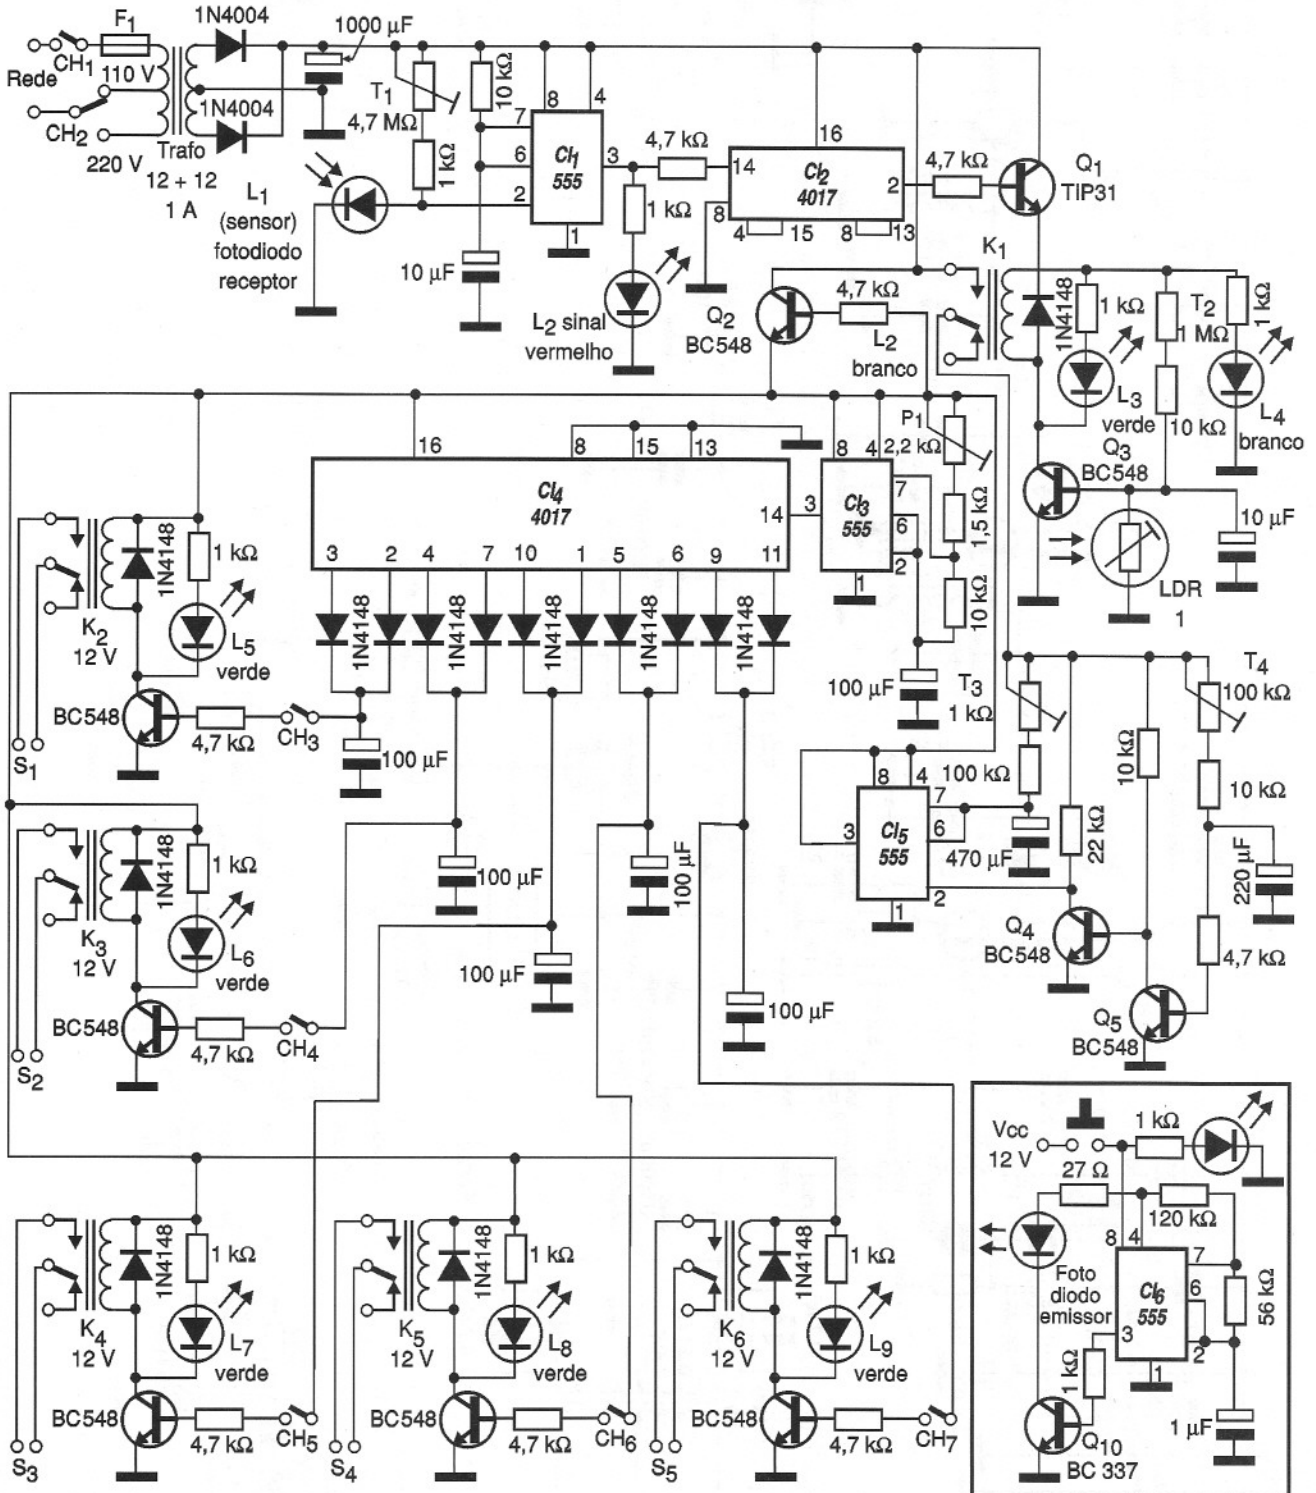 F1
1N4004
1000 µF
CH1
Rede
110 V
CH2
220 V
1N4004
Trafo
12 + 12
1 A
T1
4,7 MΩ
1 kΩ
10 kΩ
L1
(sensor)
fotodiodo
receptor
10 µF
8
4
7
6
2
3
1
CI1
555
4,7 kΩ
1 kΩ
L2 sinal
vermelho
16
14
CI2
4017
2
8
4
15
8
13
4,7 kΩ
Q1
TIP31
K1
Q2
BC548
4,7 kΩ
L2
branco
1N4148
1 kΩ
L3
verde
T2
1 MΩ
10 kΩ
1 kΩ
L4
branco
Q3
BC548
LDR
1
10 µF
16
8
15
13
CI4
4017
14
3
2
4
7
10
1
5
6
9
11
1N4148
1N4148
1N4148
1N4148
1N4148
8
4
CI3
555
3
7
6
2
1
P1
2,2 kΩ
1,5 kΩ
10 kΩ
100 µF
K2
12 V
1N4148
1 kΩ
L5
verde
BC548
4,7 kΩ
CH3
100 µF
S1
T3
1 kΩ
100 kΩ
470 µF
8
4
7
6
3
2
1
CI5
555
22 kΩ
10 kΩ
T4
100 kΩ
10 kΩ
220 µF
4,7 kΩ
Q4
BC548
Q5
BC548
K3
12 V
1N4148
1 kΩ
L6
verde
BC548
4,7 kΩ
CH4
S2
100 µF
100 µF
100 µF
100 µF
K4
12 V
1N4148
1 kΩ
L7
verde
BC548
4,7 kΩ
CH5
S3
K5
12 V
1N4148
1 kΩ
L8
verde
BC548
4,7 kΩ
CH6
S4
K6
12 V
1N4148
1 kΩ
L9
verde
BC548
4,7 kΩ
CH7
S5
Vcc
12 V
1 kΩ
27 Ω
120 kΩ
8
4
7
6
3
2
1
Foto
diodo
emissor
CI6
555
56 kΩ
1 kΩ
Q10
BC 337
1 µF